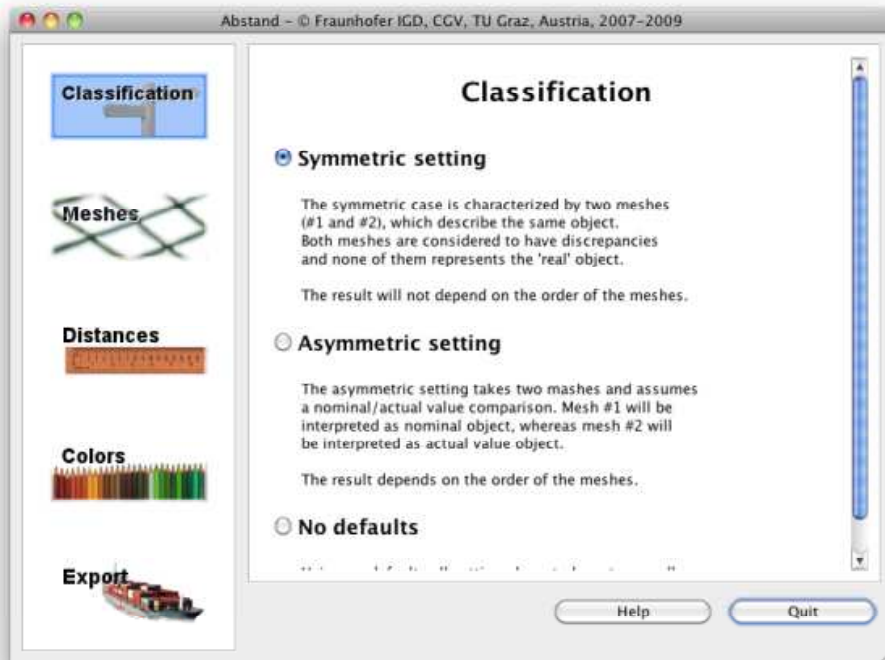 Abstand - © Fraunhofer IGD, CGV, TU Graz, Austria, 2007-2009
Classification
Meshes
Distances
Colors
Export
Classification
Symmetric setting
The symmetric case is characterized by two meshes
(#1 and #2), which describe the same object.
Both meshes are considered to have discrepancies
and none of them represents the 'real' object.
The result will not depend on the order of the meshes.
Asymmetric setting
The asymmetric setting takes two mashes and assumes
a nominal/actual value comparison. Mesh #1 will be
interpreted as nominal object, whereas mesh #2 will
be interpreted as actual value object.
The result depends on the order of the meshes.
No defaults
Help
Quit